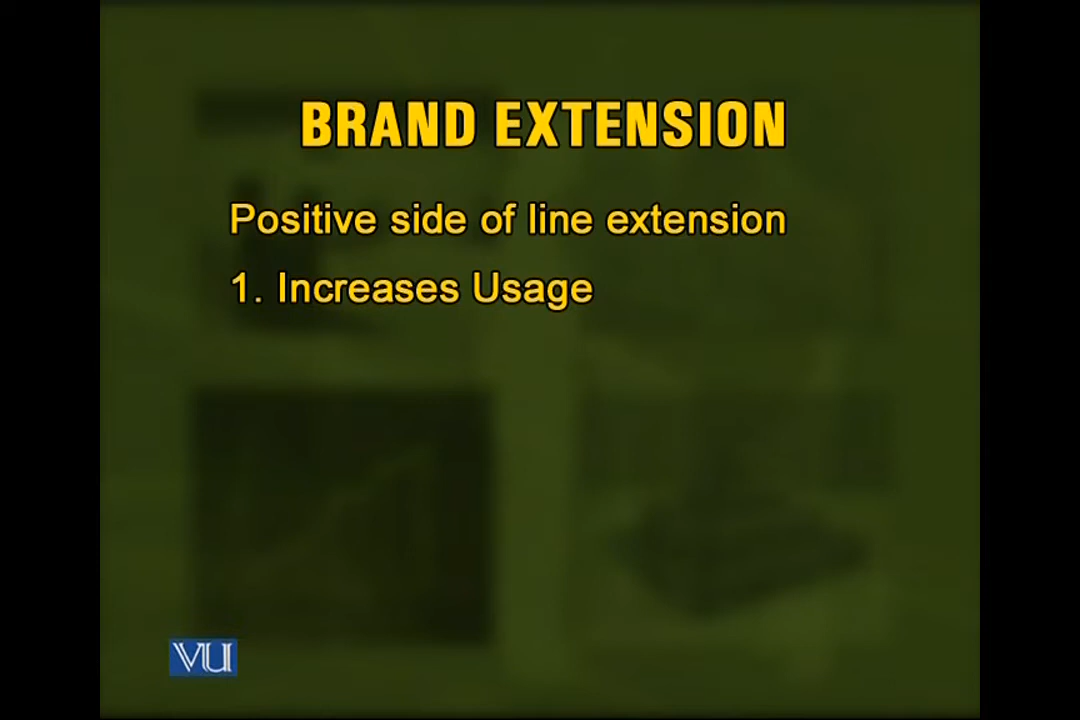 BRAND EXTENSION
Positive side of line extension
1. Increases Usage
VU